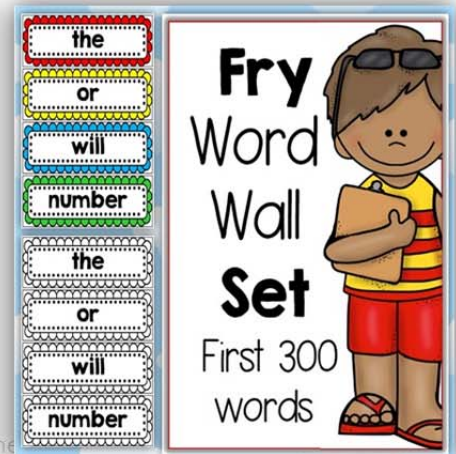 the
or
will
number
the
or
will
number
Fry
Word
Wall
Set
First 300
words